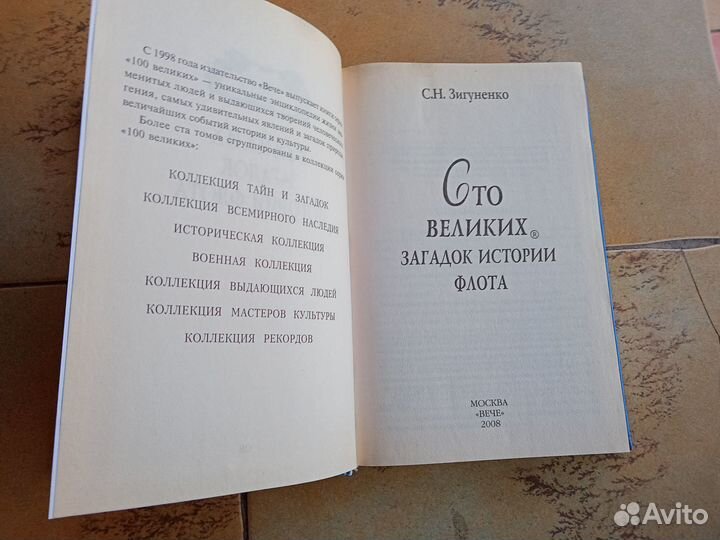 С 1998 года издательство «Вече» выпускает книги
«100 великих» — уникальные энциклопедии жизни
менитых людей и выдающихся творений человеческого
гения, самых удивительных явлений и загадок природы
величайших событий истории и культуры.
Более ста томов сгруппированы в коллекции серии
«100 великих»:
КОЛЛЕКЦИЯ ТАЙН И ЗАГАДОК
КОЛЛЕКЦИЯ ВСЕМИРНОГО НАСЛЕДИЯ
ИСТОРИЧЕСКАЯ КОЛЛЕКЦИЯ
ВОЕННАЯ КОЛЛЕКЦИЯ
КОЛЛЕКЦИЯ ВЫДАЮЩИХСЯ ЛЮДЕЙ
КОЛЛЕКЦИЯ МАСТЕРОВ КУЛЬТУРЫ
КОЛЛЕКЦИЯ РЕКОРДОВ
С.Н. Зигуненко
Сто
ВЕЛИКИХ®
ЗАГАДОК ИСТОРИИ
ФЛОТА
МОСКВА
«ВЕЧЕ»
2008
Avito